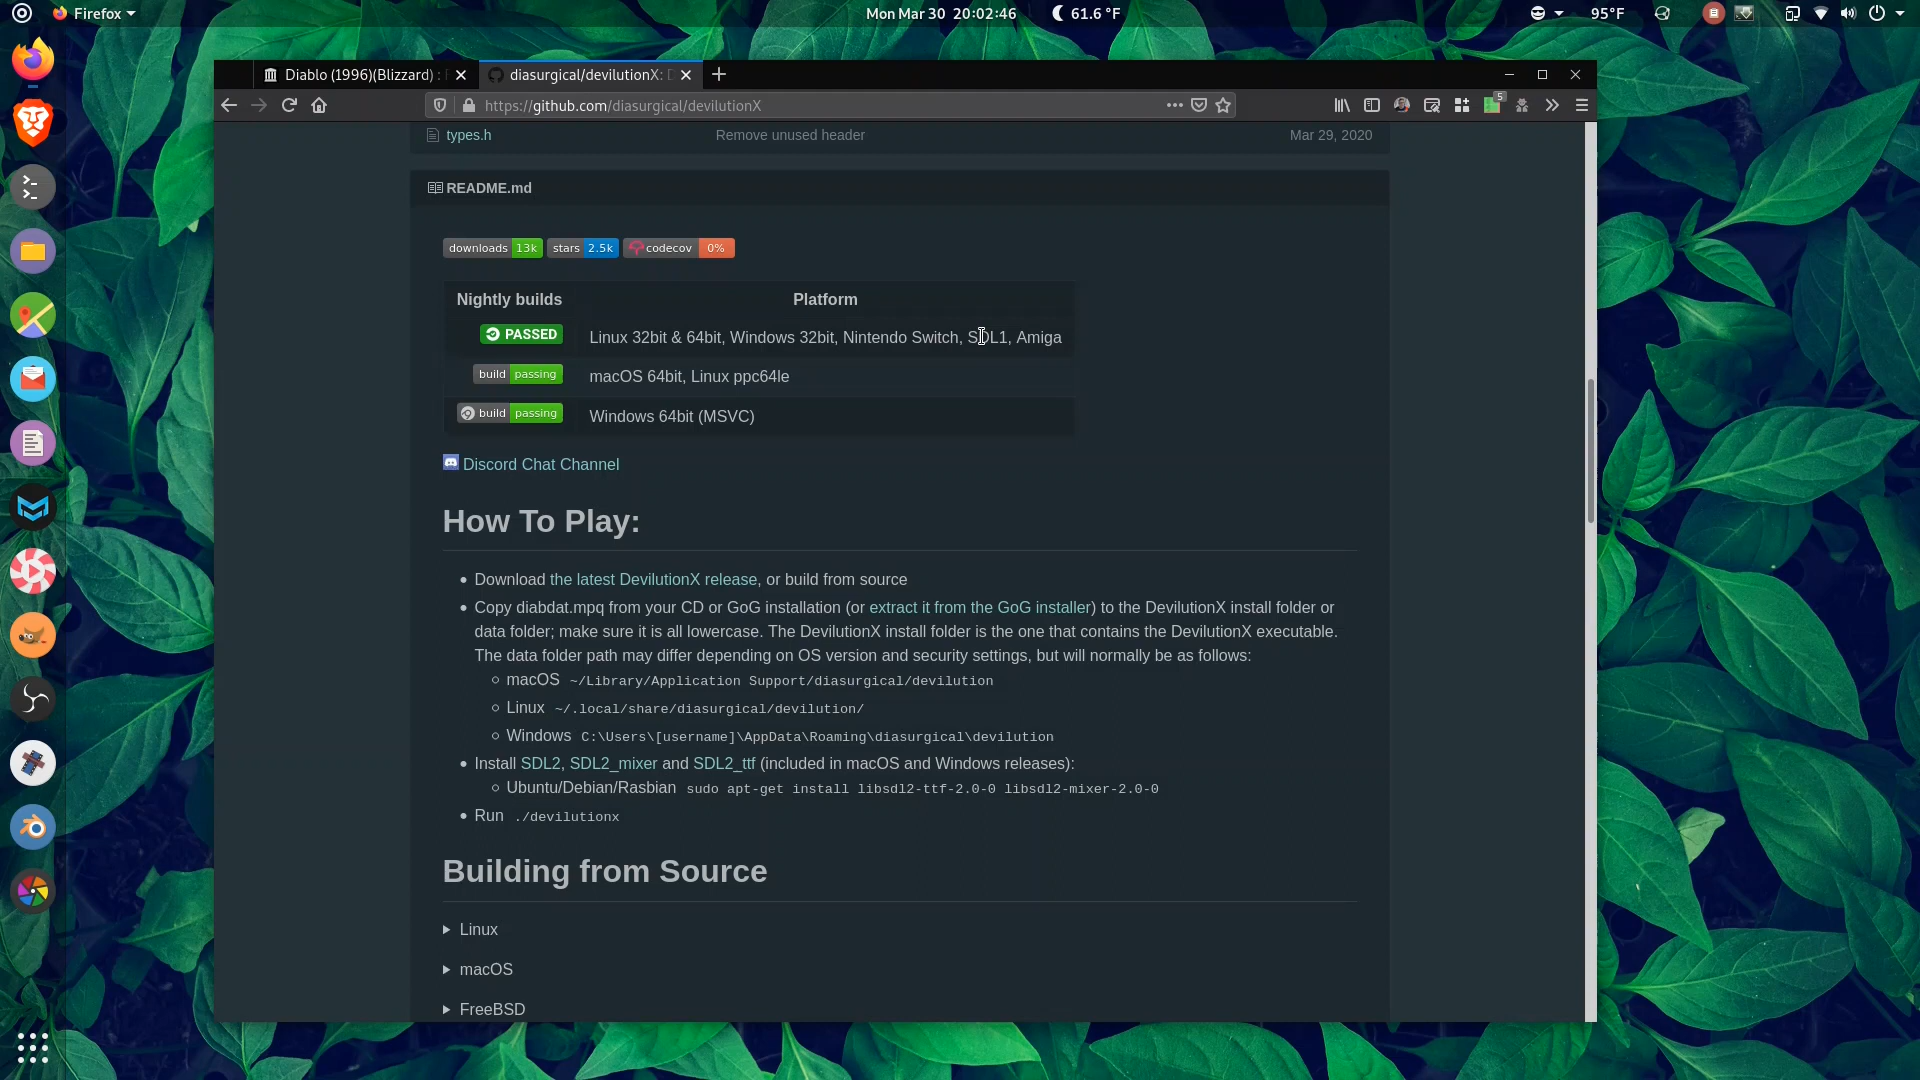 Firefox
Mon Mar 30 20:02:46
61.6 °F
95°F
Diablo (1996)(Blizzard) :
diasurgical/devilutionX: D
https://github.com/diasurgical/devilutionX
5
types.h
Remove unused header
Mar 29, 2020
README.md
downloads 13k
stars 2.5k
codecov 0%
Nightly builds
Platform
PASSED
Linux 32bit & 64bit, Windows 32bit, Nintendo Switch, SDL1, Amiga
build passing
macOS 64bit, Linux ppc64le
build passing
Windows 64bit (MSVC)
Discord Chat Channel
How To Play:
Download the latest DevilutionX release, or build from source
Copy diabdat.mpq from your CD or GoG installation (or extract it from the GoG installer) to the DevilutionX install folder or
data folder; make sure it is all lowercase. The DevilutionX install folder is the one that contains the DevilutionX executable.
The data folder path may differ depending on OS version and security settings, but will normally be as follows:
macOS ~/Library/Application Support/diasurgical/devilution
Linux ~/.local/share/diasurgical/devilution/
Windows C:\Users\[username]\AppData\Roaming\diasurgical\devilution
Install SDL2, SDL2_mixer and SDL2_ttf (included in macOS and Windows releases):
Ubuntu/Debian/Rasbian sudo apt-get install libsdl2-ttf-2.0-0 libsdl2-mixer-2.0-0
Run ./devilutionx
Building from Source
Linux
macOS
FreeBSD